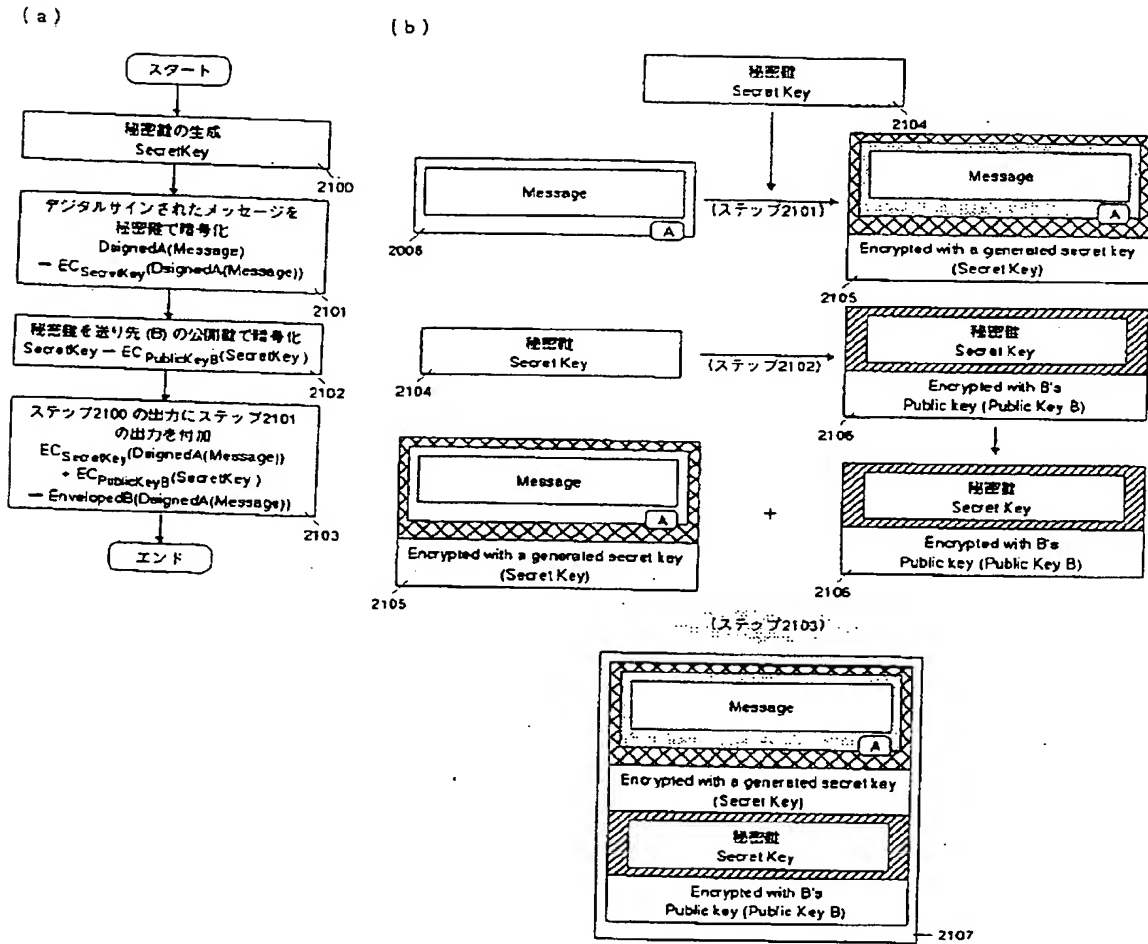 (a)
スタート
秘密鍵の生成
SecretKey
2100
デジタルサインされたメッセージを
秘密鍵で暗号化
DsignedA(Message)
— ECSecretKey(DsignedA(Message))
2101
秘密鍵を送り先 (B) の公開鍵で暗号化
SecretKey — ECPublicKeyB(SecretKey)
2102
ステップ2100 の出力にステップ2101
の出力を付加
ECSecretKey(DsignedA(Message))
+ ECPublicKeyB(SecretKey)
— EnvelopedB(DsignedA(Message))
2103
エンド
(b)
秘密鍵
Secret Key
2104
Message
A
2008
(ステップ2101)
Message
A
Encrypted with a generated secret key
(Secret Key)
2105
秘密鍵
Secret Key
2104
(ステップ2102)
秘密鍵
Secret Key
Encrypted with B's
Public key (Public Key B)
2106
Message
A
Encrypted with a generated secret key
(Secret Key)
2105
+
秘密鍵
Secret Key
Encrypted with B's
Public key (Public Key B)
2106
(ステップ2103)
Message
A
Encrypted with a generated secret key
(Secret Key)
秘密鍵
Secret Key
Encrypted with B's
Public key (Public Key B)
2107